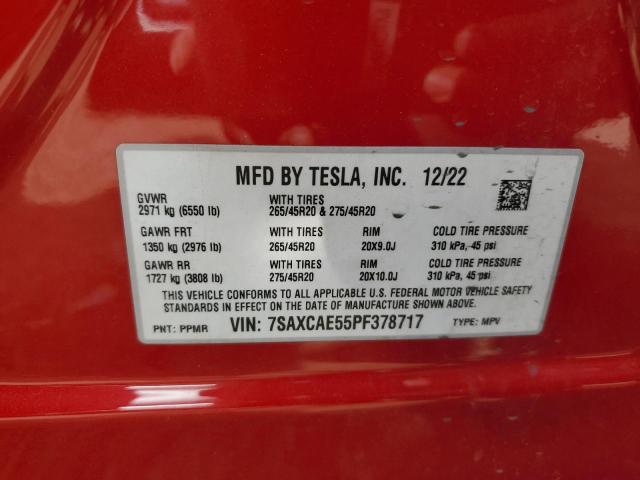 MFD BY TESLA, INC. 12/22
GVWR WITH TIRES
2971 kg (6550 lb) 265/45R20 & 275/45R20
GAWR FRT WITH TIRES RIM COLD TIRE PRESSURE
1350 kg (2976 lb) 265/45R20 20X9.0J 310 kPa, 45 psi
GAWR RR WITH TIRES RIM COLD TIRE PRESSURE
1727 kg (3808 lb) 275/45R20 20X10.0J 310 kPa, 45 psi
THIS VEHICLE CONFORMS TO ALL APPLICABLE U.S. FEDERAL MOTOR VEHICLE SAFETY
STANDARDS IN EFFECT ON THE DATE OF MANUFACTURE SHOWN ABOVE.
PNT: PPMR VIN: 7SAXCAE55PF378717 TYPE: MPV